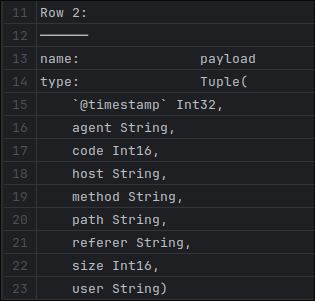 11 Row 2:
12 ──────
13 name:               payload
14 type:               Tuple(
15     `@timestamp` Int32,
16     agent String,
17     code Int16,
18     host String,
19     method String,
20     path String,
21     referer String,
22     size Int16,
23     user String)